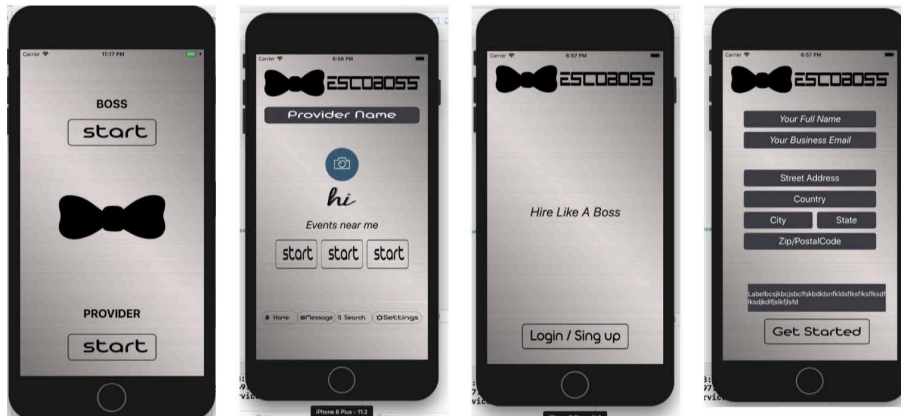 Carrier 11:17 PM
BOSS
start
PROVIDER
start
Carrier 6:58 PM
ESCOBOSS
Provider Name
hi
Events near me
start start start
Home Message Search Settings
iPhone 8 Plus - 11.2
Carrier 6:57 PM
ESCOBOSS
Hire Like A Boss
Login / Sing up
Carrier 6:57 PM
ESCOBOSS
Your Full Name
Your Business Email
Street Address
Country
City State
Zip/PostalCode
Get Started